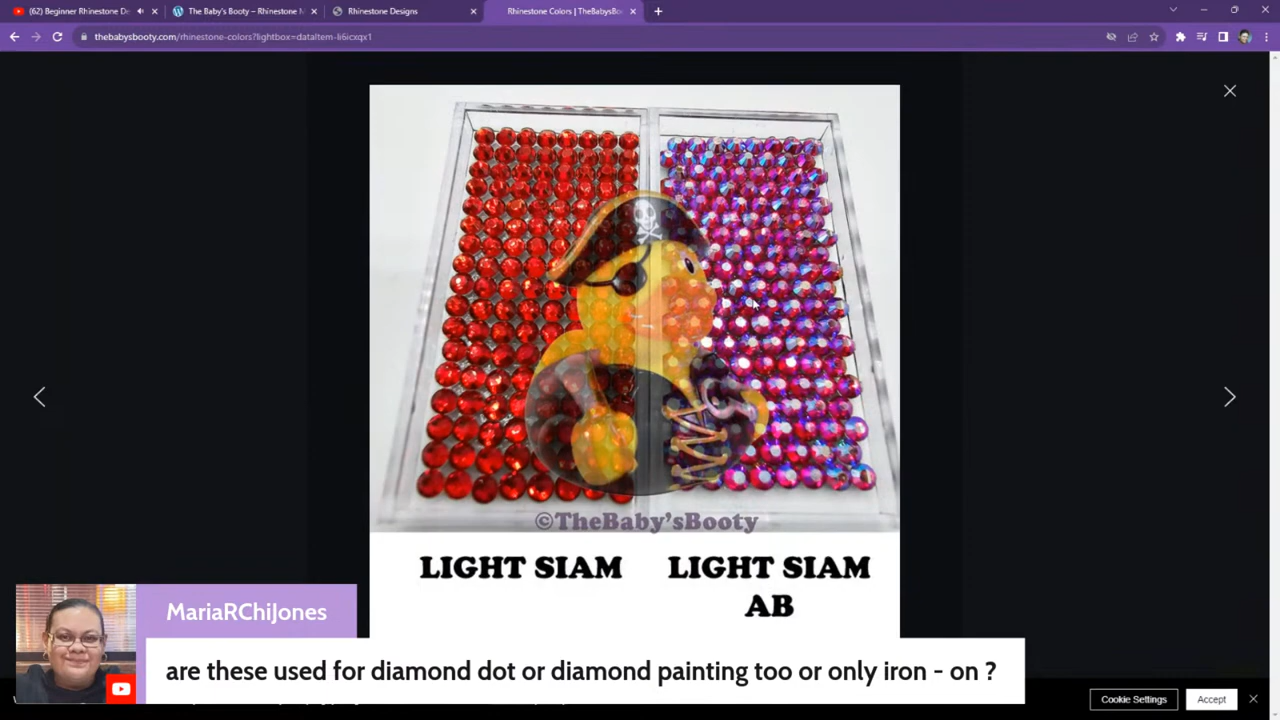 (62) Beginner Rhinestone De
The Baby's Booty – Rhinestone M
Rhinestone Designs
Rhinestone Colors | TheBabysBoo
thebabysbooty.com/rhinestone-colors?lightbox=dataItem-li6icxqx1
©TheBaby'sBooty
LIGHT SIAM
LIGHT SIAM
AB
MariaRChiJones
are these used for diamond dot or diamond painting too or only iron - on ?
Cookie Settings
Accept